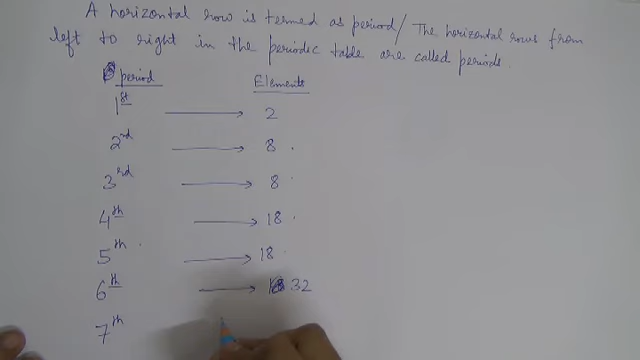 A horizontal row is termed as period/ The horizontal rows from
left to right in the periodic table are called periods.
period Elements
1st → 2
2nd → 8
3rd → 8
4th → 18
5th → 18
6th → 32
7th